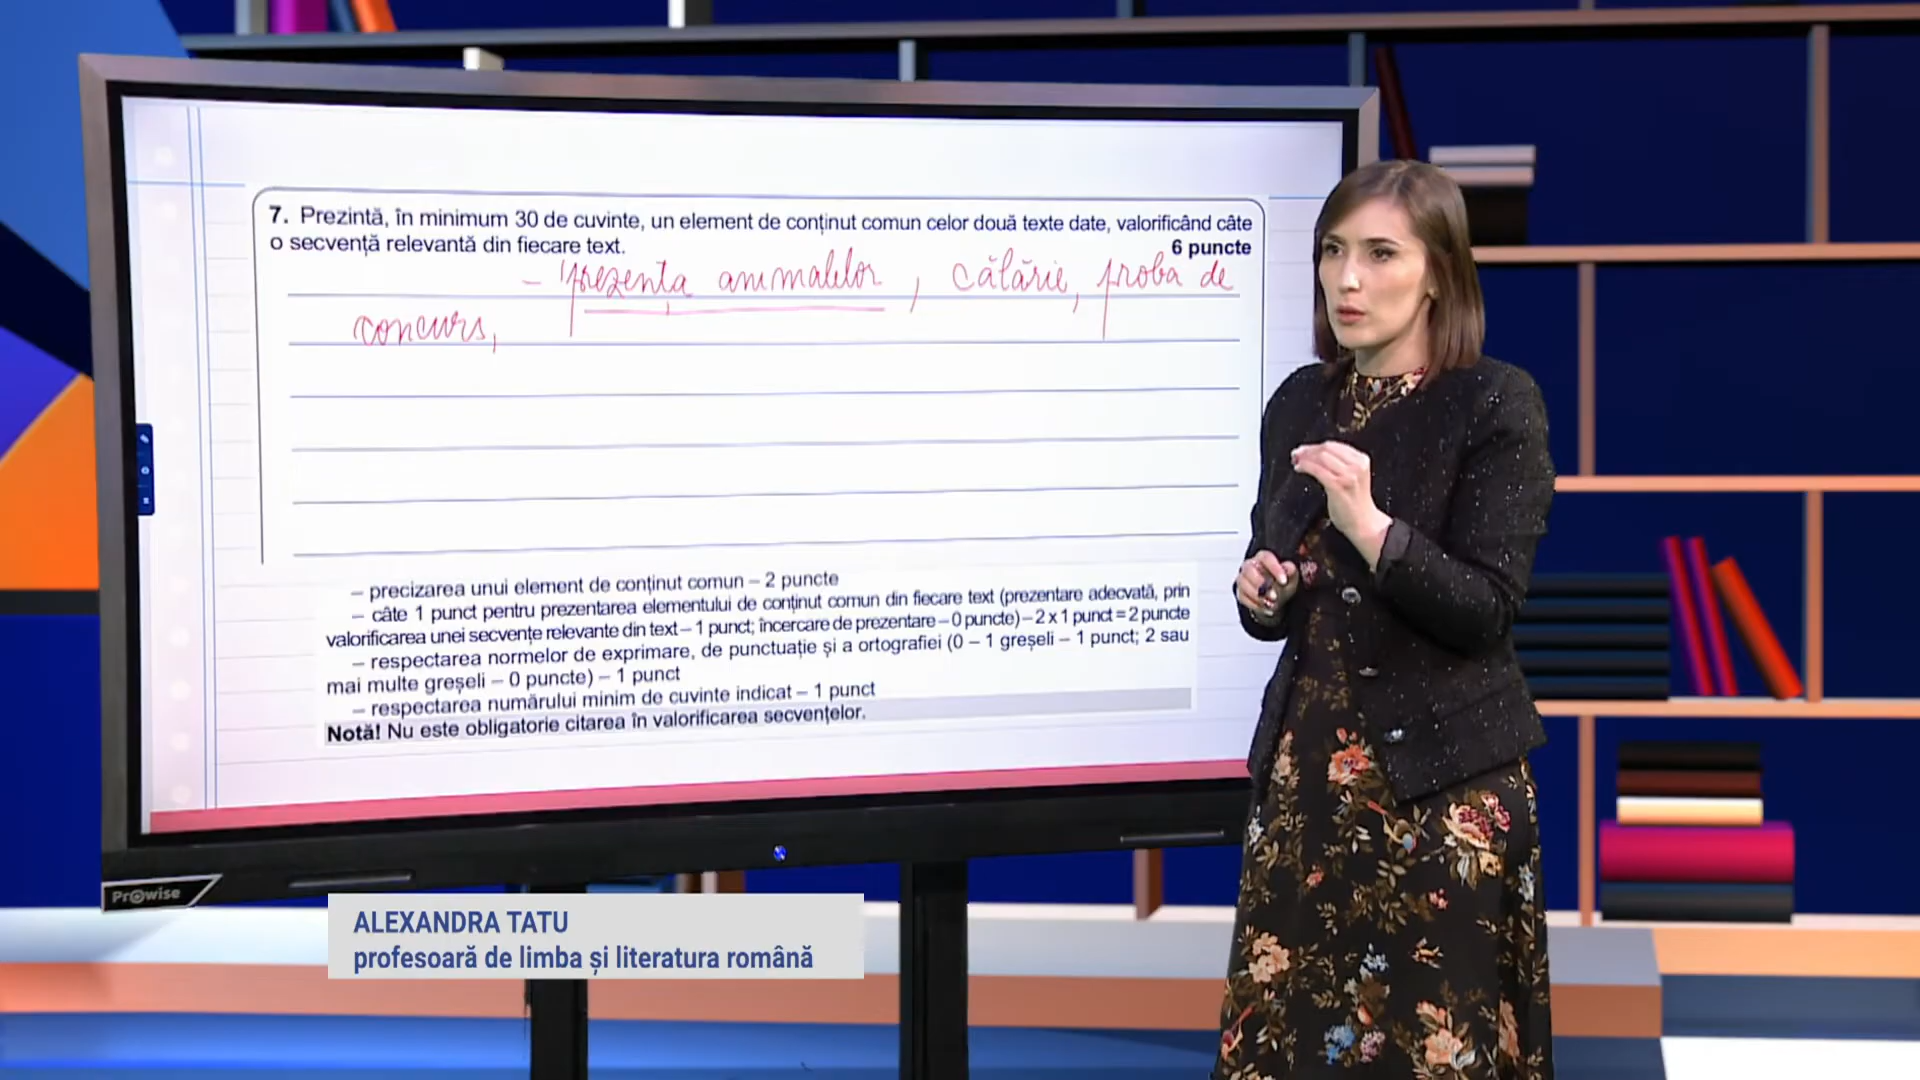 7. Prezintă, în minimum 30 de cuvinte, un element de conținut comun celor două texte date, valorificând câte
o secvență relevantă din fiecare text.
6 puncte
- prezența animalelor, călărie, proba de
concurs,
– precizarea unui element de conținut comun – 2 puncte
– câte 1 punct pentru prezentarea elementului de conținut comun din fiecare text (prezentare adecvată, prin
valorificarea unei secvențe relevante din text – 1 punct; încercare de prezentare – 0 puncte) – 2 x 1 punct = 2 puncte
– respectarea normelor de exprimare, de punctuație și a ortografiei (0 – 1 greșeli – 1 punct; 2 sau
mai multe greșeli – 0 puncte) – 1 punct
– respectarea numărului minim de cuvinte indicat – 1 punct
Notă! Nu este obligatorie citarea în valorificarea secvențelor.
Prowise
ALEXANDRA TATU
profesoară de limba și literatura română